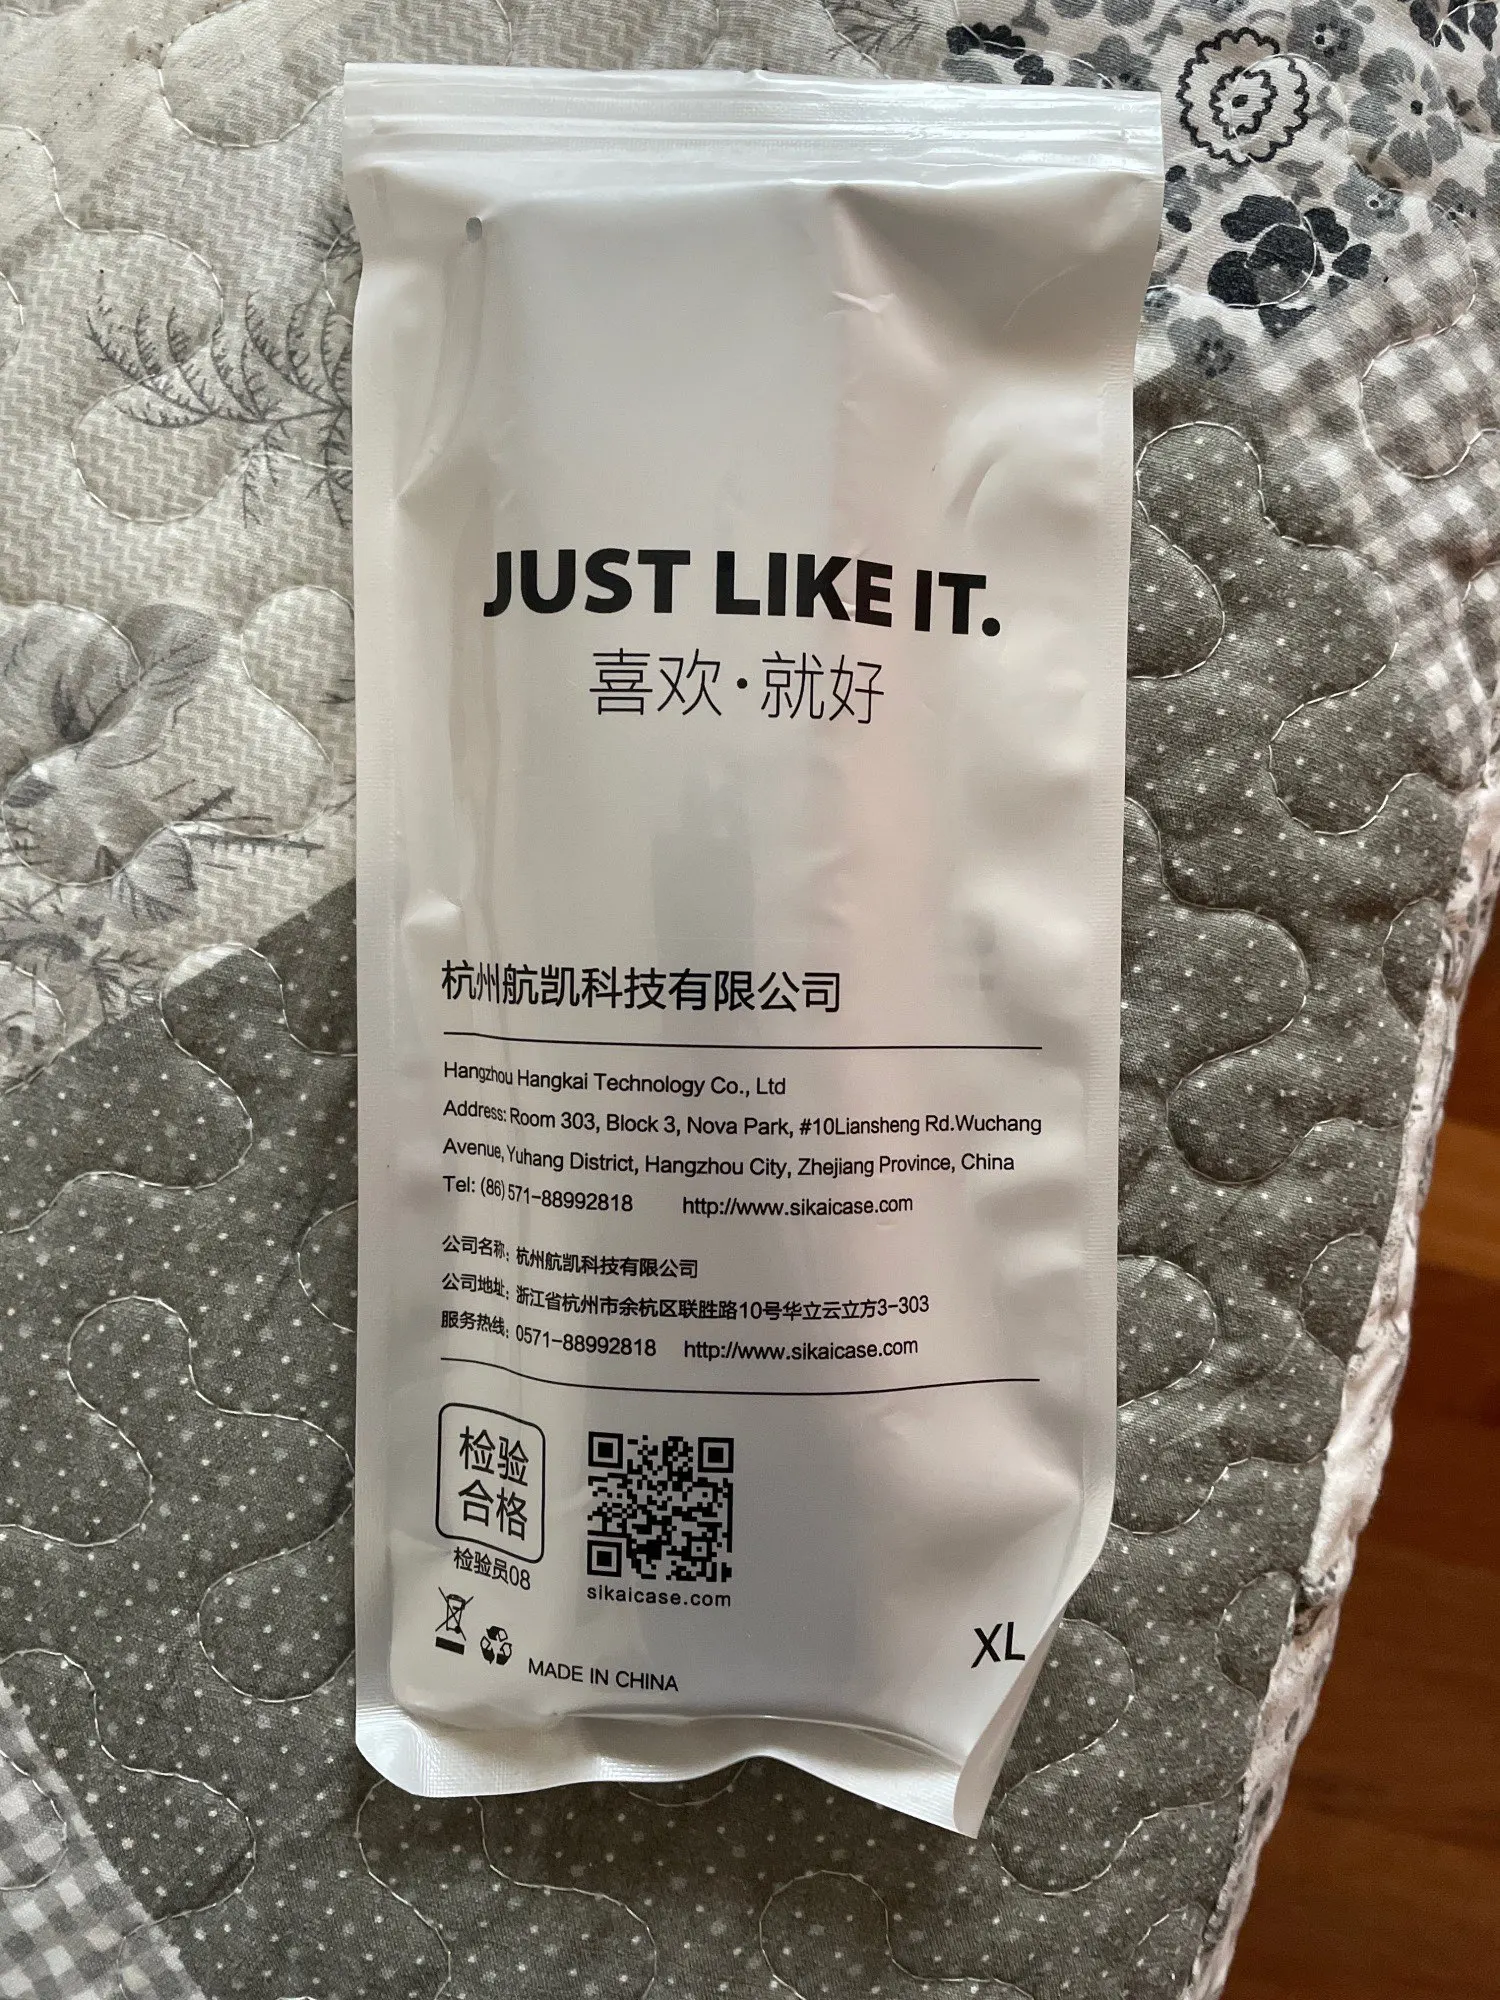 JUST LIKE IT.
喜欢·就好
杭州航凯科技有限公司
Hangzhou Hangkai Technology Co., Ltd
Address: Room 303, Block 3, Nova Park, #10Liansheng Rd.Wuchang
Avenue, Yuhang District, Hangzhou City, Zhejiang Province, China
Tel: (86) 571-88992818 http://www.sikaicase.com
公司名称: 杭州航凯科技有限公司
公司地址: 浙江省杭州市余杭区联胜路10号华立云立方3-303
服务热线: 0571-88992818 http://www.sikaicase.com
检验
合格
检验员08
sikaicase.com
MADE IN CHINA
XL